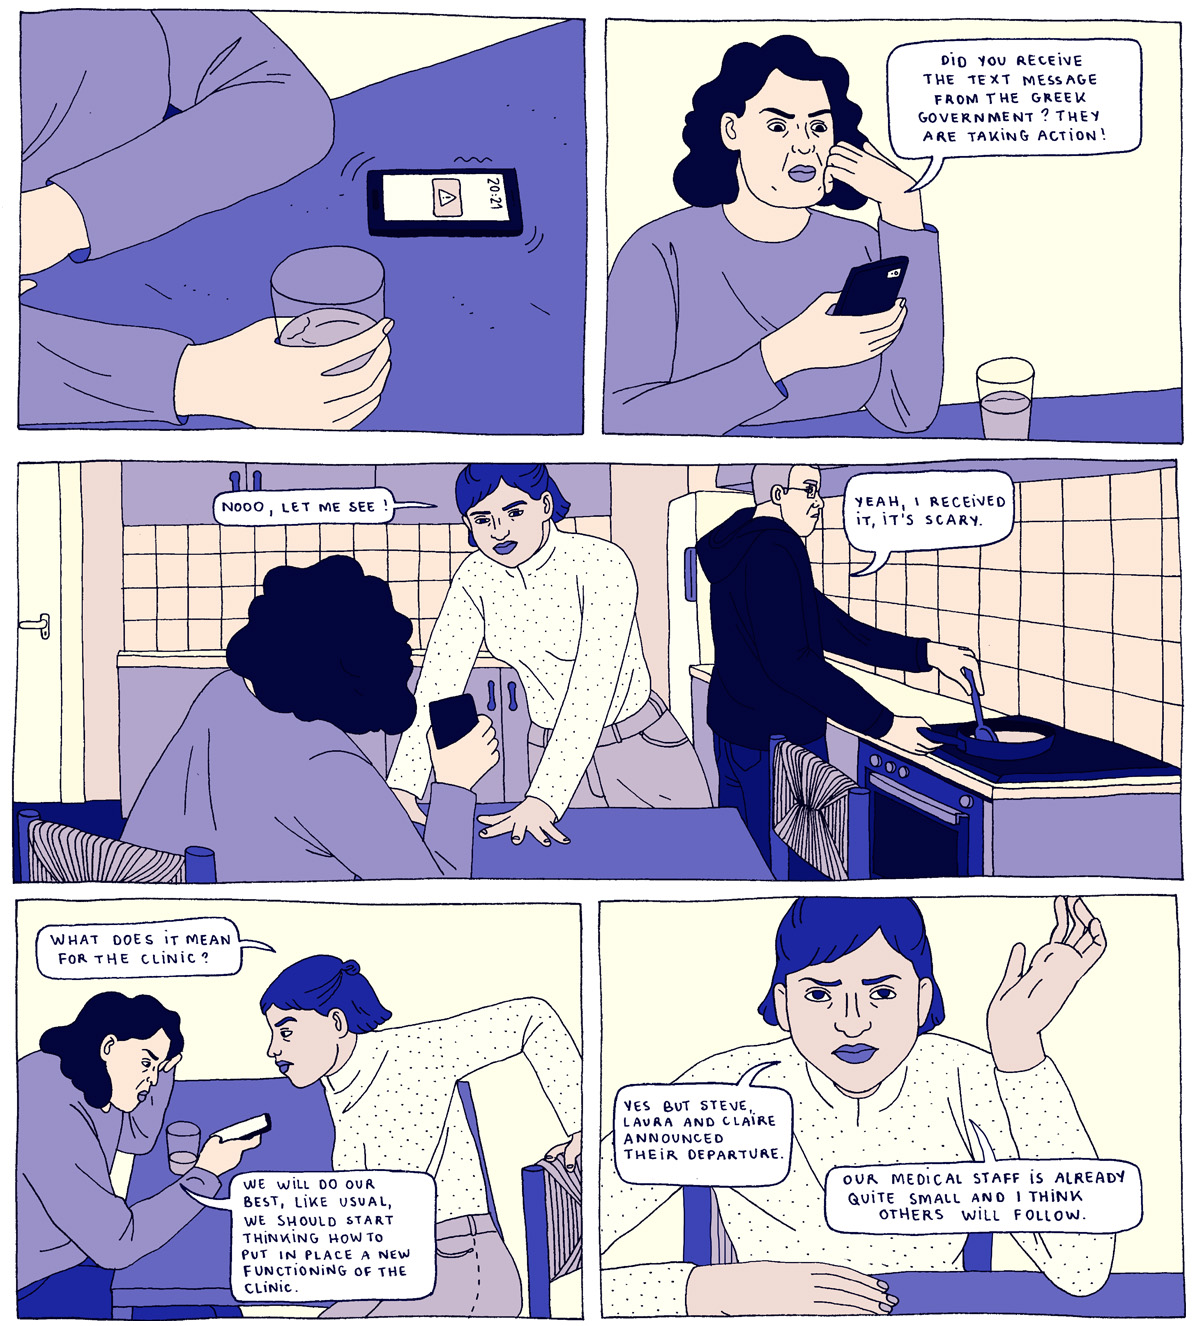 20:21
DID YOU RECEIVE
THE TEXT MESSAGE
FROM THE GREEK
GOVERNMENT? THEY
ARE TAKING ACTION!
NOOO, LET ME SEE!
YEAH, I RECEIVED
IT, IT'S SCARY.
WHAT DOES IT MEAN
FOR THE CLINIC?
WE WILL DO OUR
BEST, LIKE USUAL,
WE SHOULD START
THINKING HOW TO
PUT IN PLACE A NEW
FUNCTIONING OF THE
CLINIC.
YES BUT STEVE,
LAURA AND CLAIRE
ANNOUNCED
THEIR DEPARTURE.
OUR MEDICAL STAFF IS ALREADY
QUITE SMALL AND I THINK
OTHERS WILL FOLLOW.